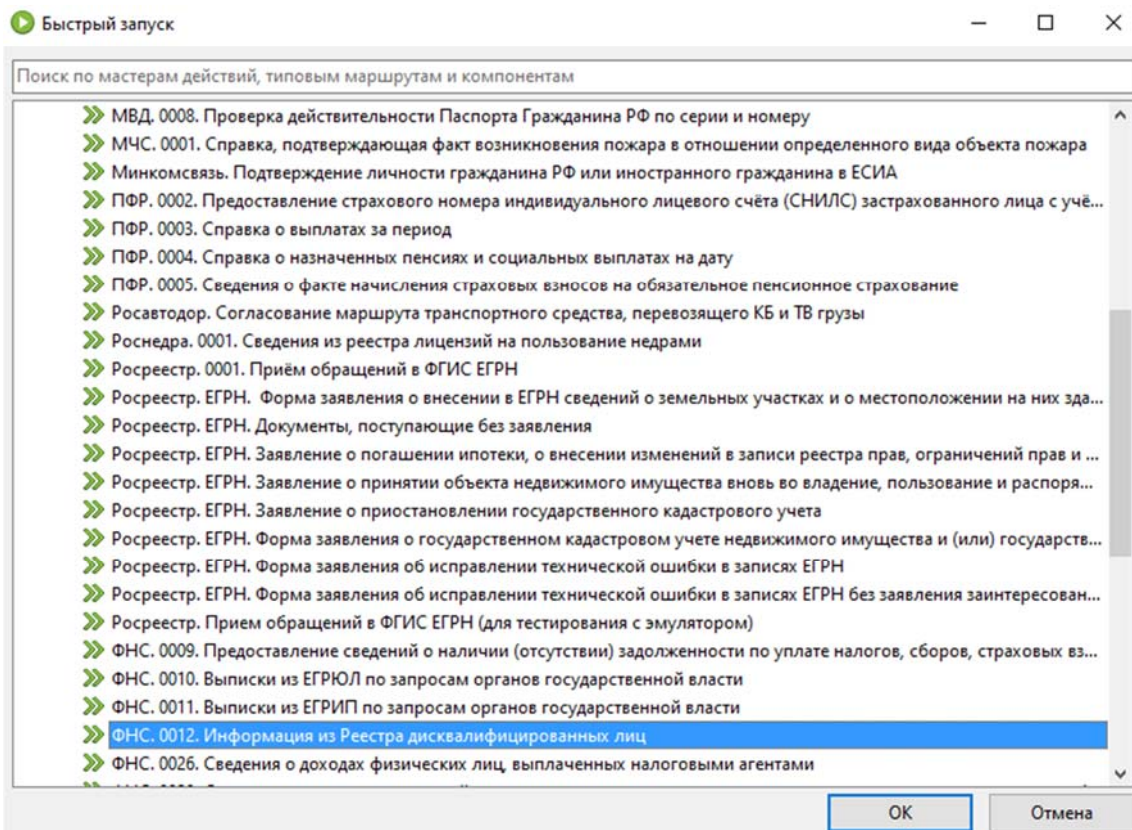 Быстрый запуск
Поиск по мастерам действий, типовым маршрутам и компонентам
МВД. 0008. Проверка действительности Паспорта Гражданина РФ по серии и номеру
МЧС. 0001. Справка, подтверждающая факт возникновения пожара в отношении определенного вида объекта пожара
Минкомсвязь. Подтверждение личности гражданина РФ или иностранного гражданина в ЕСИА
ПФР. 0002. Предоставление страхового номера индивидуального лицевого счёта (СНИЛС) застрахованного лица с учё...
ПФР. 0003. Справка о выплатах за период
ПФР. 0004. Справка о назначенных пенсиях и социальных выплатах на дату
ПФР. 0005. Сведения о факте начисления страховых взносов на обязательное пенсионное страхование
Росавтодор. Согласование маршрута транспортного средства, перевозящего КБ и ТВ грузы
Роснедра. 0001. Сведения из реестра лицензий на пользование недрами
Росреестр. 0001. Приём обращений в ФГИС ЕГРН
Росреестр. ЕГРН.  Форма заявления о внесении в ЕГРН сведений о земельных участках и о местоположении на них зда...
Росреестр. ЕГРН. Документы, поступающие без заявления
Росреестр. ЕГРН. Заявление о погашении ипотеки, о внесении изменений в записи реестра прав, ограничений прав и ...
Росреестр. ЕГРН. Заявление о принятии объекта недвижимого имущества вновь во владение, пользование и распоря...
Росреестр. ЕГРН. Заявление о приостановлении государственного кадастрового учета
Росреестр. ЕГРН. Форма заявления о государственном кадастровом учете недвижимого имущества и (или) государств...
Росреестр. ЕГРН. Форма заявления об исправлении технической ошибки в записях ЕГРН
Росреестр. ЕГРН. Форма заявления об исправлении технической ошибки в записях ЕГРН без заявления заинтересован...
Росреестр. Прием обращений в ФГИС ЕГРН (для тестирования с эмулятором)
ФНС. 0009. Предоставление сведений о наличии (отсутствии) задолженности по уплате налогов, сборов, страховых вз...
ФНС. 0010. Выписки из ЕГРЮЛ по запросам органов государственной власти
ФНС. 0011. Выписки из ЕГРИП по запросам органов государственной власти
ФНС. 0012. Информация из Реестра дисквалифицированных лиц
ФНС. 0026. Сведения о доходах физических лиц, выплаченных налоговыми агентами
ОК
Отмена